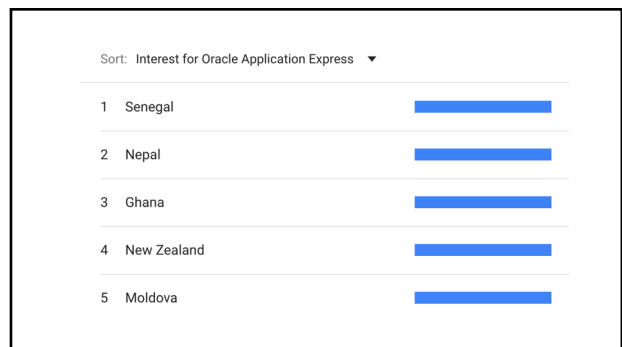 Sort: Interest for Oracle Application Express
1 Senegal
2 Nepal
3 Ghana
4 New Zealand
5 Moldova